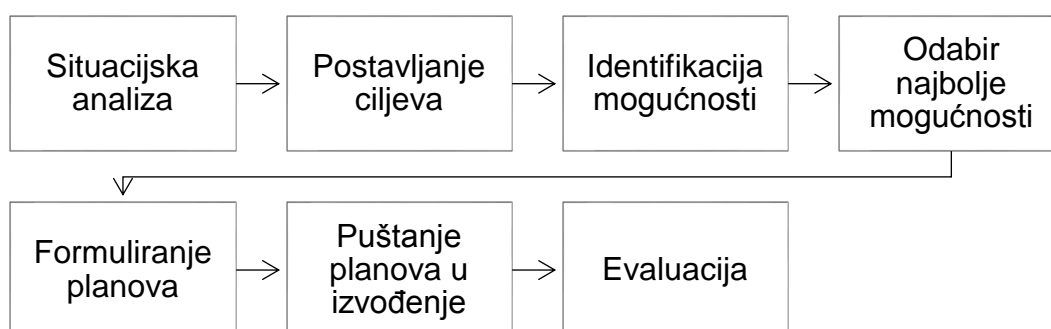 Situacijska
analiza
Postavljanje
ciljeva
Identifikacija
mogućnosti
Odabir
najbolje
mogućnosti
Formuliranje
planova
Puštanje
planova u
izvođenje
Evaluacija